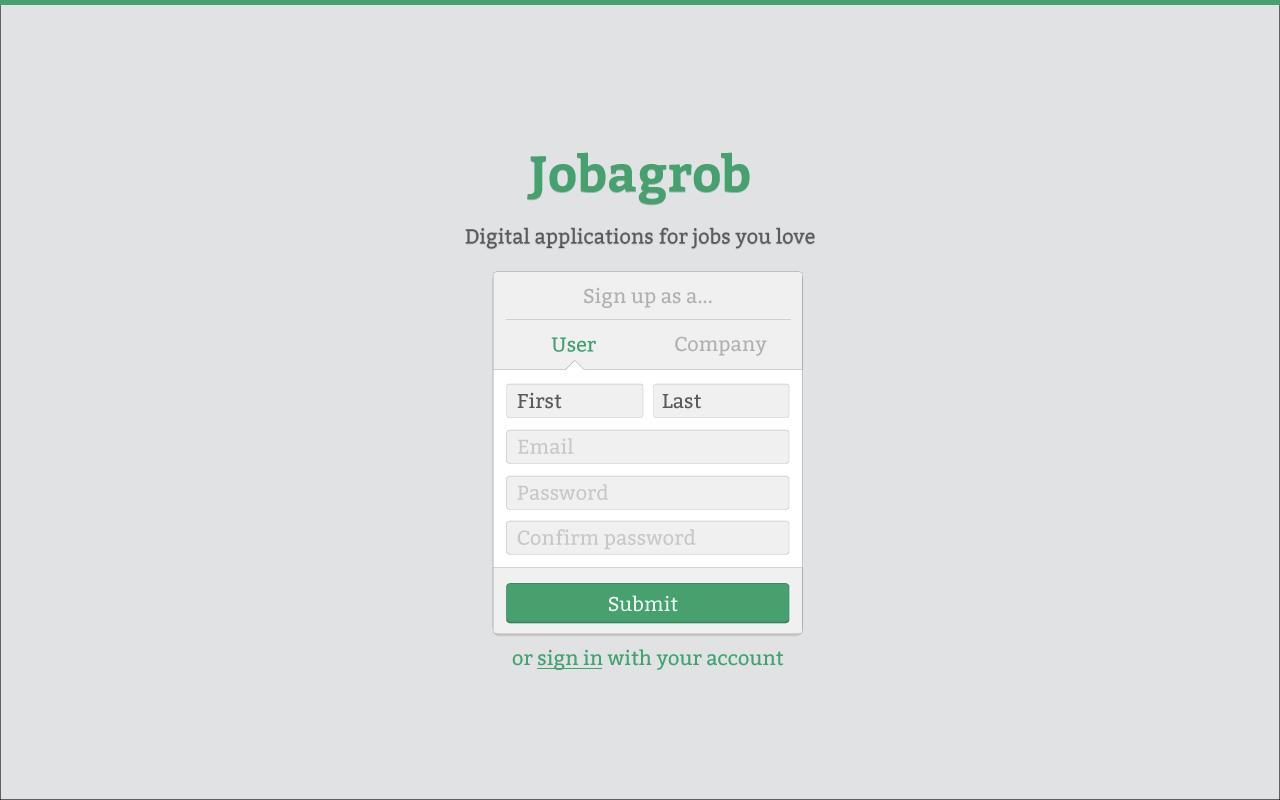 Jobagrob
Digital applications for jobs you love
Sign up as a...
User Company
First Last
Email
Password
Confirm password
Submit
or sign in with your account